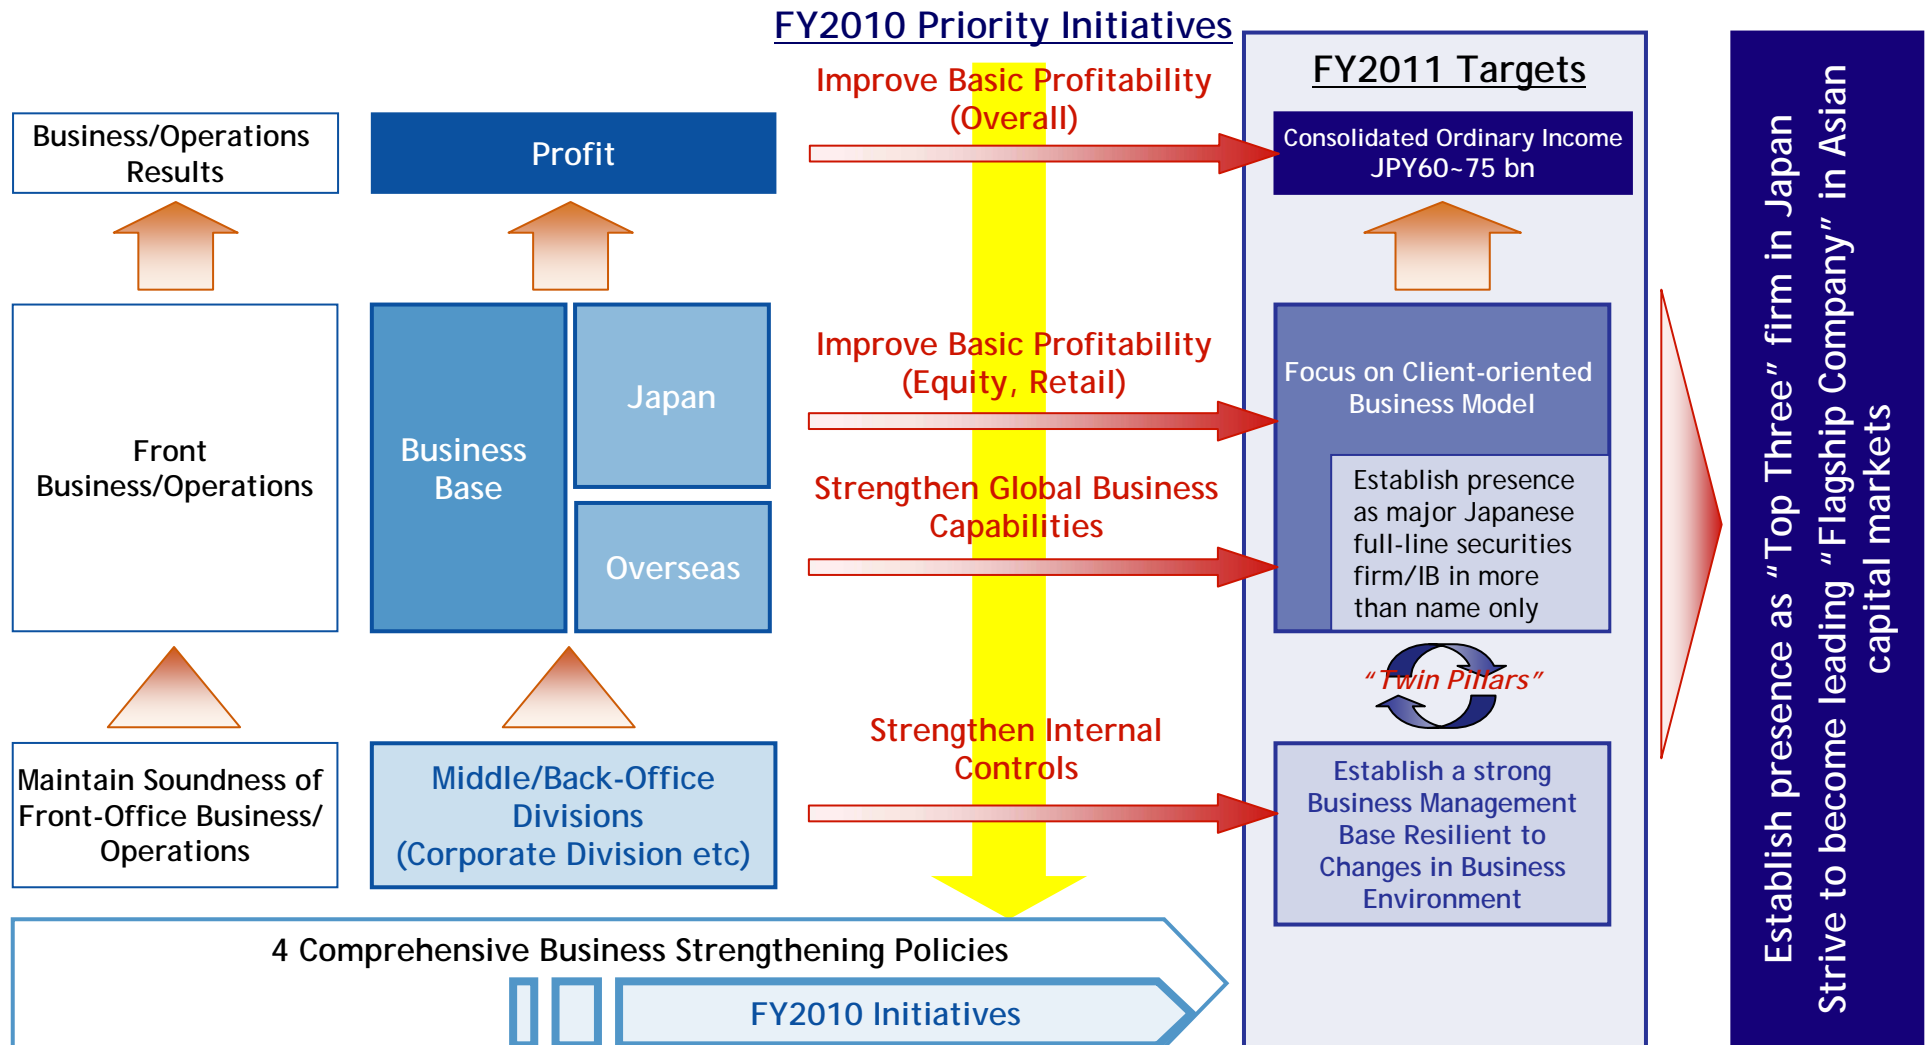 FY2010 Priority Initiatives
FY2011 Targets
Business/Operations
Results
Profit
Improve Basic Profitability
(Overall)
Consolidated Ordinary Income
JPY60~75 bn
Front
Business/Operations
Business
Base
Japan
Overseas
Improve Basic Profitability
(Equity, Retail)
Strengthen Global Business
Capabilities
Focus on Client-oriented
Business Model
Establish presence
as major Japanese
full-line securities
firm/IB in more
than name only
“Twin Pillars”
Maintain Soundness of
Front-Office Business/
Operations
Middle/Back-Office
Divisions
(Corporate Division etc)
Strengthen Internal
Controls
Establish a strong
Business Management
Base Resilient to
Changes in Business
Environment
4 Comprehensive Business Strengthening Policies
FY2010 Initiatives
Establish presence as “Top Three” firm in Japan
Strive to become leading “Flagship Company” in Asian
capital markets